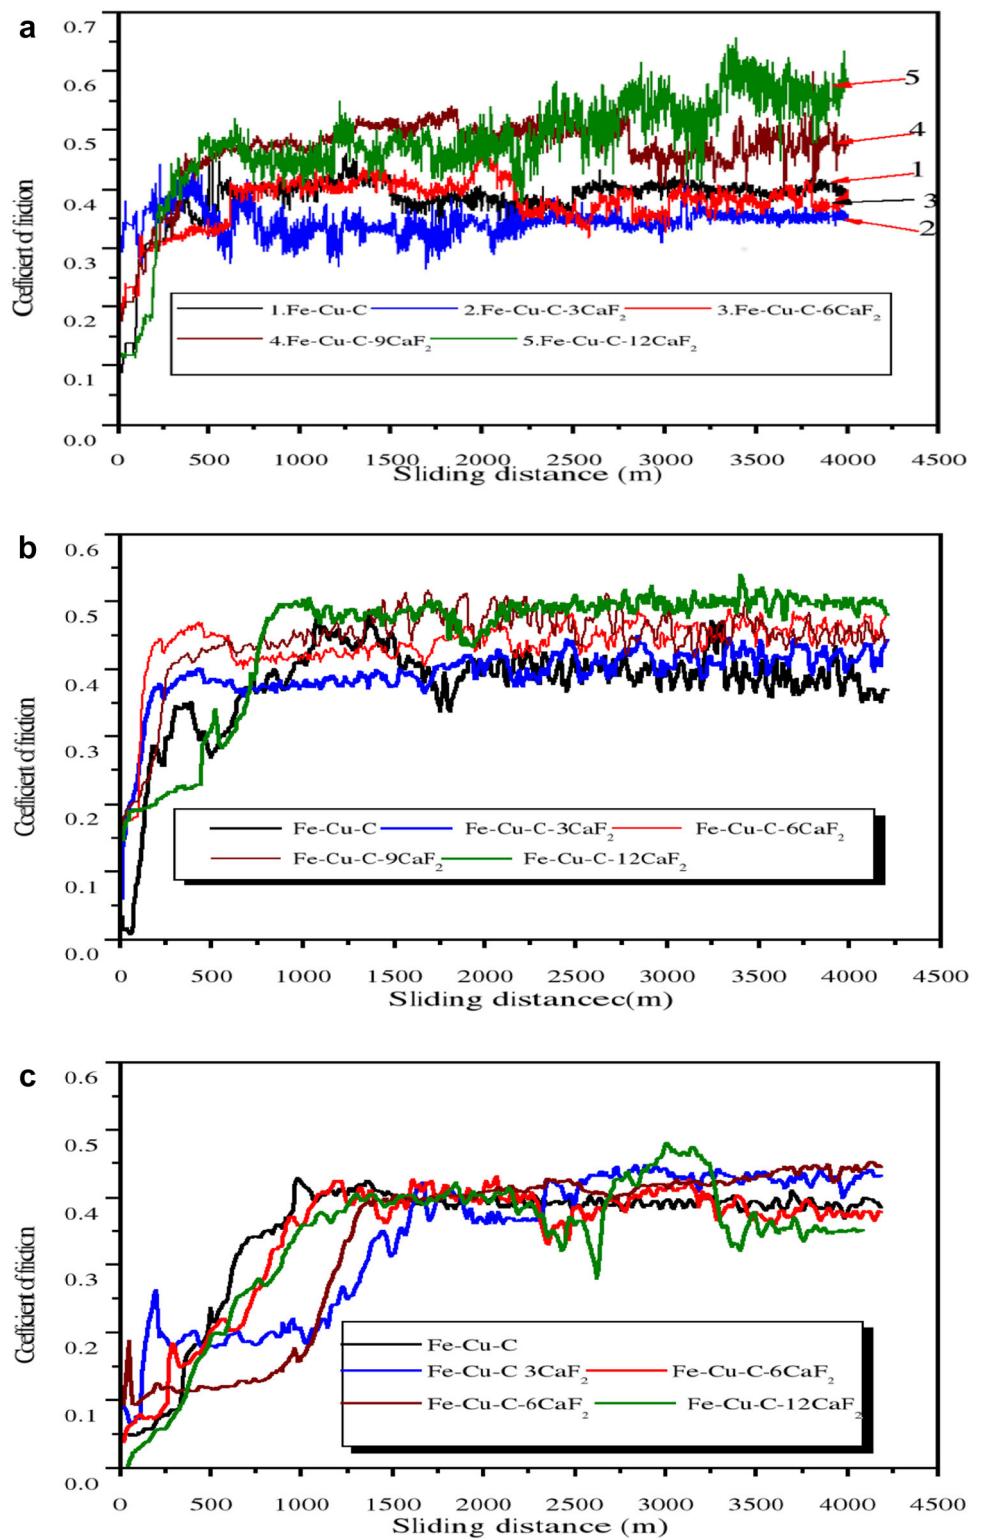 a
0.7
0.6
0.5
0.4
0.3
0.2
0.1
0.0
Coefficient of friction
5
4
1
3
2
1.Fe-Cu-C 2.Fe-Cu-C-3CaF₂ 3.Fe-Cu-C-6CaF₂
4.Fe-Cu-C-9CaF₂ 5.Fe-Cu-C-12CaF₂
0 500 1000 1500 2000 2500 3000 3500 4000 4500
Sliding distance (m)
b
0.6
0.5
0.4
0.3
0.2
0.1
0.0
Coefficient of friction
Fe-Cu-C Fe-Cu-C-3CaF₂ Fe-Cu-C-6CaF₂
Fe-Cu-C-9CaF₂ Fe-Cu-C-12CaF₂
0 500 1000 1500 2000 2500 3000 3500 4000 4500
Sliding distancec(m)
c
0.6
0.5
0.4
0.3
0.2
0.1
0.0
Coefficient of friction
Fe-Cu-C
Fe-Cu-C 3CaF₂ Fe-Cu-C-6CaF₂
Fe-Cu-C-6CaF₂ Fe-Cu-C-12CaF₂
0 500 1000 1500 2000 2500 3000 3500 4000 4500
Sliding distance (m)